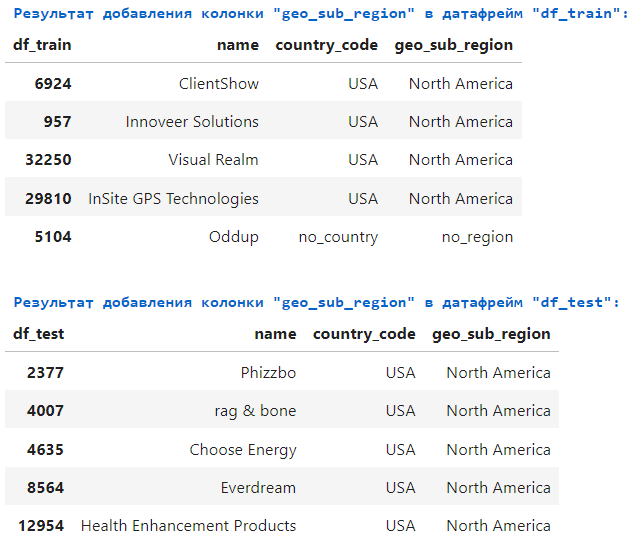 Результат добавления колонки "geo_sub_region" в датафрейм "df_train":
df_train name country_code geo_sub_region
6924 ClientShow USA North America
957 Innoveer Solutions USA North America
32250 Visual Realm USA North America
29810 InSite GPS Technologies USA North America
5104 Oddup no_country no_region
Результат добавления колонки "geo_sub_region" в датафрейм "df_test":
df_test name country_code geo_sub_region
2377 Phizzbo USA North America
4007 rag & bone USA North America
4635 Choose Energy USA North America
8564 Everdream USA North America
12954 Health Enhancement Products USA North America